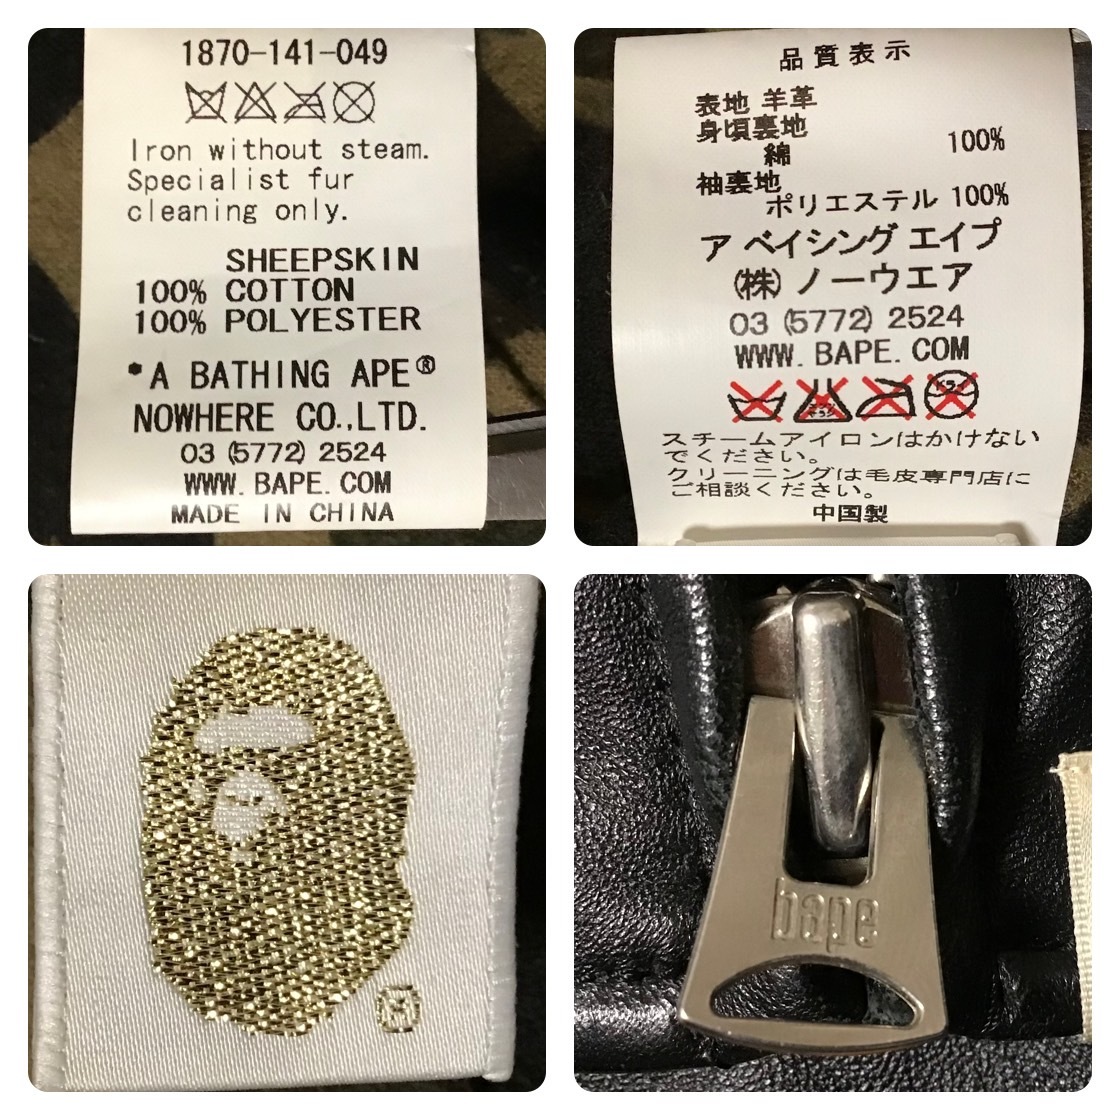 1870-141-049
Iron without steam.
Specialist fur
cleaning only.
SHEEPSKIN
100% COTTON
100% POLYESTER
*A BATHING APE®
NOWHERE CO.,LTD.
03 (5772) 2524
WWW. BAPE. COM
MADE IN CHINA
品質表示
表地 羊革
身頃裏地
綿 100%
袖裏地
ポリエステル 100%
ア ベイシング エイプ
(株) ノーウエア
03 (5772) 2524
WWW. BAPE. COM
ドライ
スチームアイロンはかけない
でください。
クリーニングは毛皮専門店に
ご相談ください。
中国製
bape